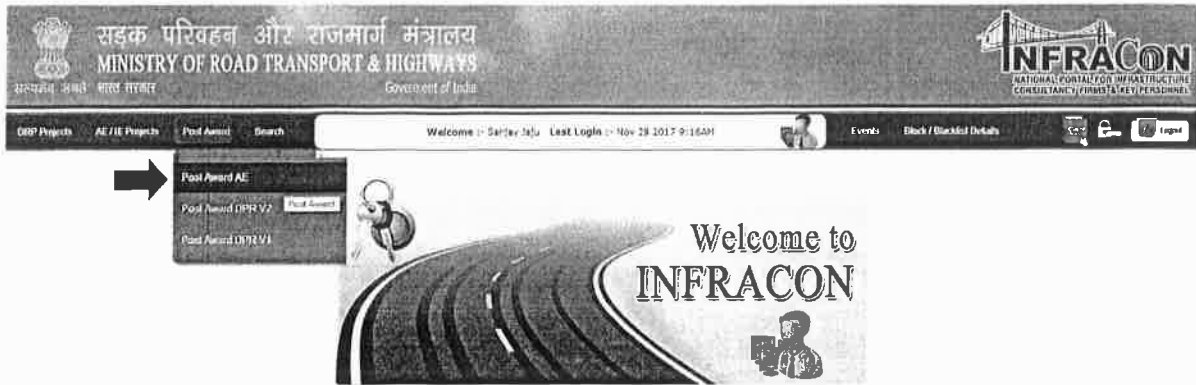 सड़क परिवहन और राजमार्ग मंत्रालय
MINISTRY OF ROAD TRANSPORT & HIGHWAYS
सत्यमेव जयते भारत सरकार Government of India
INFRACON
NATIONAL PORTAL FOR INFRASTRUCTURE
CONSULTANCY FIRMS & KEY PERSONNEL
Projects AE / IE Projects Post Award Search Welcome :- Sanjay Jaju Last Login :- Nov 28 2017 9:16AM Events Block / Blacklist Details Logout
Post Award AE
Post Award DPR V2 Post Award
Post Award DPR V1
Welcome to
INFRACON